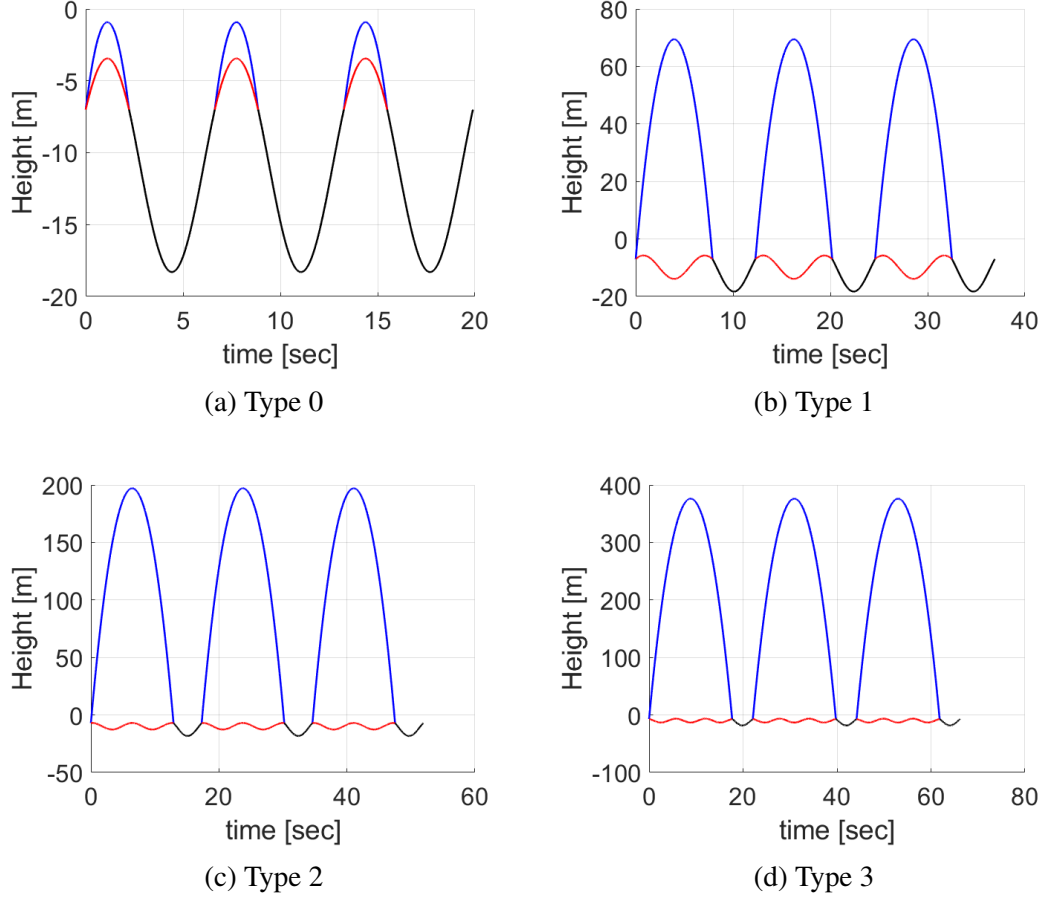 0
-5
-10
-15
-20
Height [m]
0 5 10 15 20
time [sec]
(a) Type 0
80
60
40
20
0
-20
Height [m]
0 10 20 30 40
time [sec]
(b) Type 1
200
150
100
50
0
-50
Height [m]
0 20 40 60
time [sec]
(c) Type 2
400
300
200
100
0
-100
Height [m]
0 20 40 60 80
time [sec]
(d) Type 3